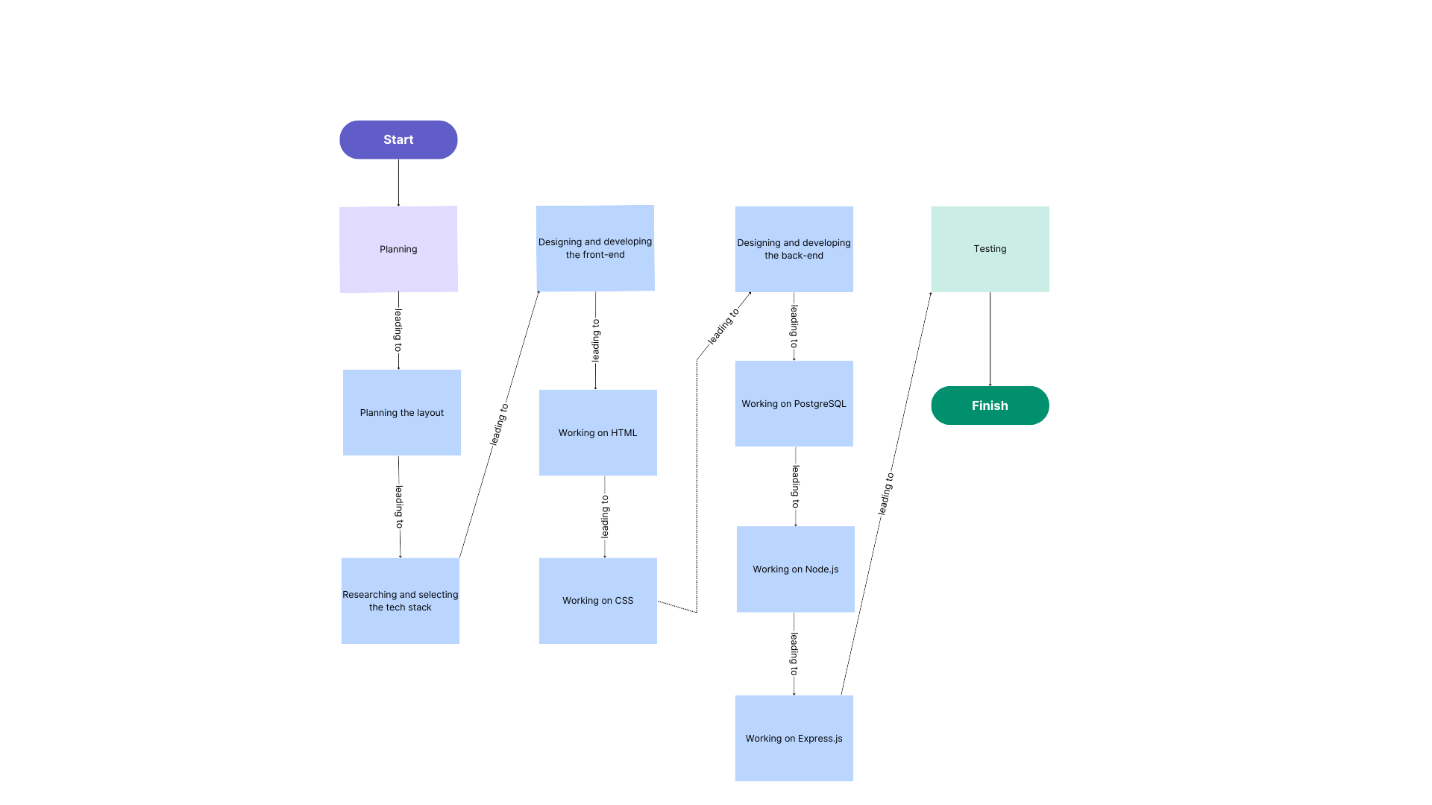 Start
Planning
leading to
Planning the layout
leading to
Researching and selecting
the tech stack
leading to
Designing and developing
the front-end
leading to
Working on HTML
leading to
Working on CSS
leading to
Designing and developing
the back-end
leading to
Working on PostgreSQL
leading to
Working on Node.js
leading to
Working on Express.js
leading to
Testing
Finish